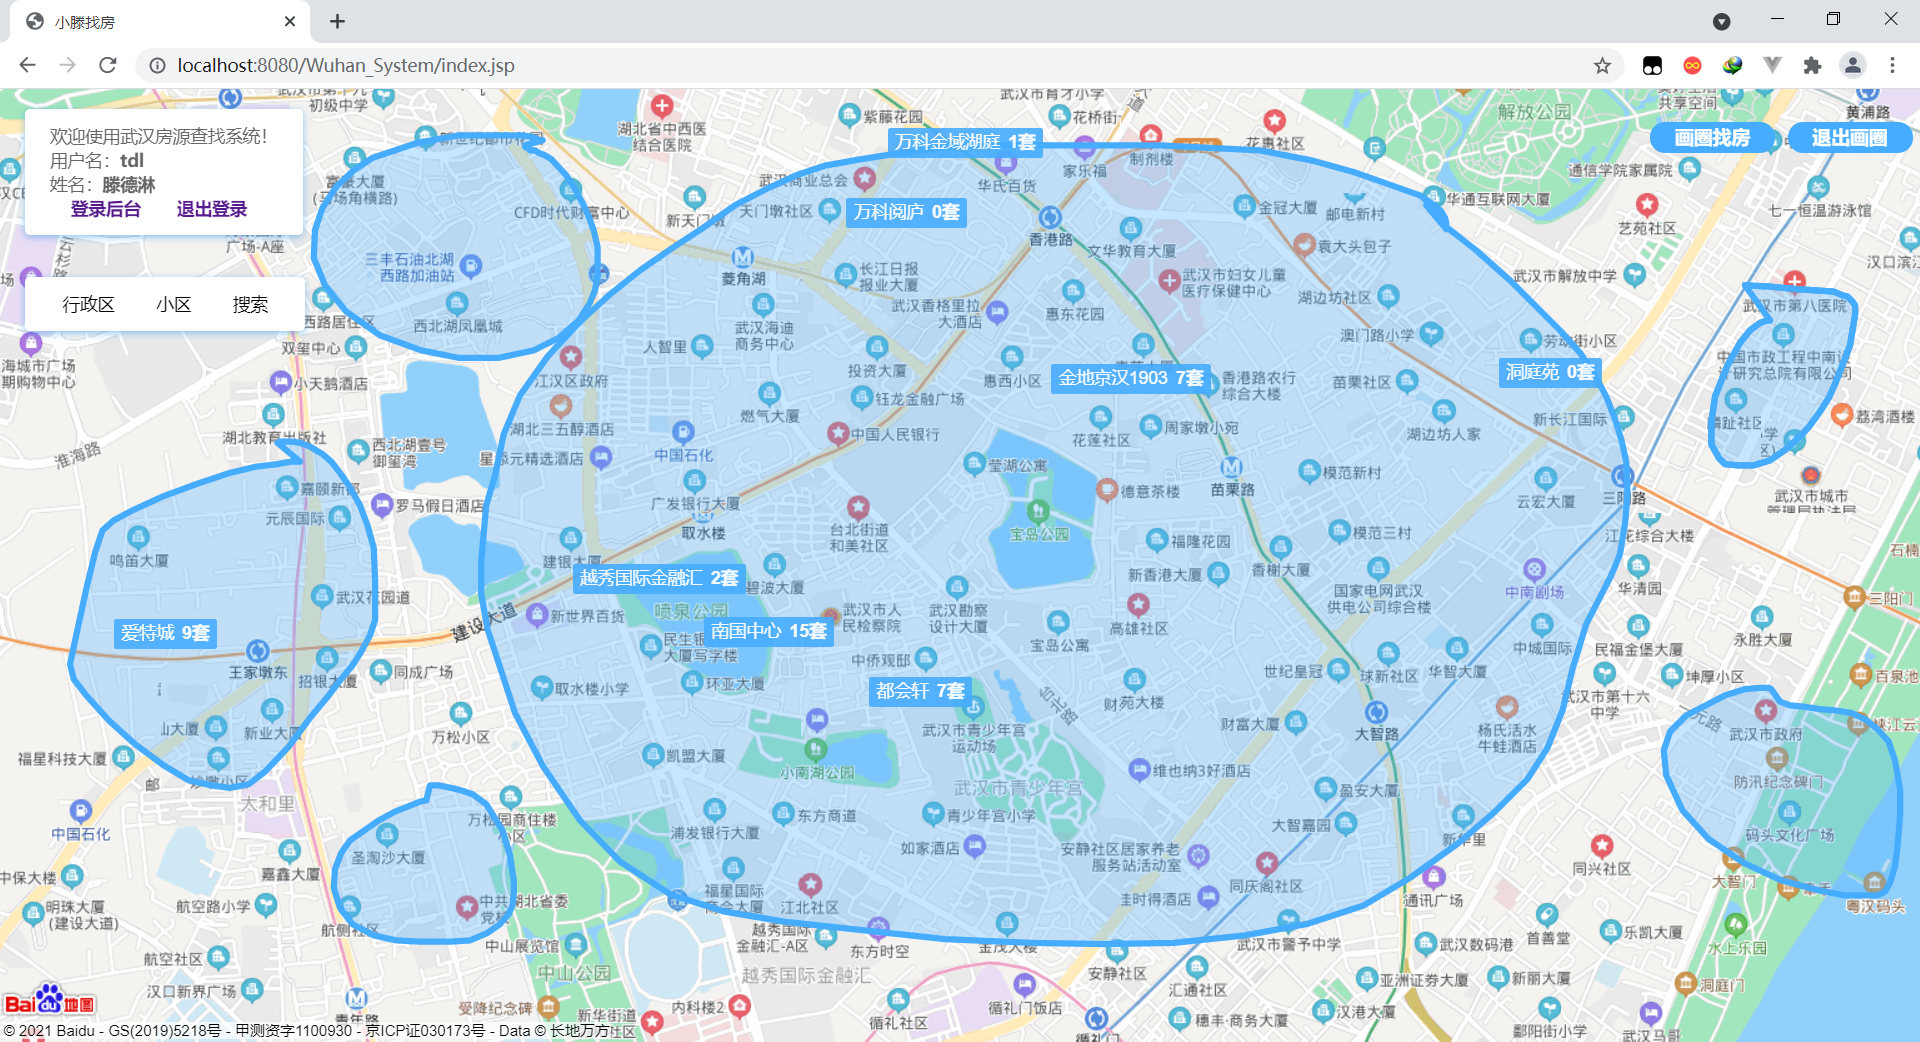 小滕找房
localhost:8080/Wuhan_System/index.jsp
欢迎使用武汉房源查找系统!
用户名：tdl
姓名：滕德淋
登录后台 退出登录
行政区 小区 搜索
画圈找房 退出画圈
万科金域湖庭 1套
万科阅庐 0套
金地京汉1903 7套
洞庭苑 0套
越秀国际金融汇 2套
南国中心 15套
爱特城 9套
都会轩 7套
初级中学
湖北省中西医
结合医院
紫藤花园
武汉市育才小学
花桥街
制剂楼
花惠社区
解放公园
共享空间
黄浦路
通信学院家属院
七一恒温游泳馆
艺苑社区
华通互联网大厦
汉口滨江
富豪大厦
(马场角横路)
CFD时代财富中心
新天门墩
天门墩社区
武汉商业总会
华氏百货
家乐福
香港路
文华教育大厦
金冠大厦
邮电新村
袁大头包子
武汉市解放中学
广场-A座
三丰石油北湖
西路加油站
西北湖凤凰城
菱角湖
长江日报
报业大厦
武汉香格里拉
大酒店
武汉市妇女儿童
医疗保健中心
湖边坊社区
惠东花园
澳门路小学
武汉市第八医院
双玺中心
小天鹅酒店
湖北教育出版社
淮海路
江汉区政府
湖北三五醇酒店
人智里
武汉海迪
商务中心
投资大厦
燃气大厦
钰龙金融广场
中国人民银行
惠西小区
花莲社区
周家墩小宛
香港路农行
综合大楼
苗栗社区
湖边坊人家
新长江国际
荔湾酒楼
西北湖壹号
御玺湾
中国石化
广发银行大厦
取水楼
台北街道
和美社区
莹湖公寓
宝岛公园
德意茶楼
苗栗路
模范新村
模范三村
云宏大厦
三阳路
武汉市城市
江花综合大楼
嘉颐新都
元辰国际
罗马假日酒店
鸣笛大厦
武汉花园道
建银大厦
新世界百货
喷泉公园
碧波大厦
武汉市人
民检察院
武汉勘察
设计大厦
福隆花园
新香港大厦
香榭大厦
国家电网武汉
供电公司综合楼
中南剧场
华清园
三阳门
建设大道
王家墩东
招银大厦
同成广场
取水楼小学
环亚大厦
中侨观邸
宝岛公寓
高雄社区
财苑大楼
世纪皇冠
球新社区
华智大厦
中城国际
民福金堡大厦
永胜大厦
坤厚小区
百泉池
新业大厦
福星科技大厦
万松小区
凯盟大厦
小南湖公园
武汉市青少年宫
运动场
武汉市青少年宫
维也纳3好酒店
财富大厦
大智路
杨氏活水
牛蛙酒店
武汉市第十六
中学
武汉市政府
防汛纪念碑门
码头文化广场
太和里
中国石化
圣淘沙大厦
万松园商住楼
浦发银行大厦
东方商道
如家酒店
青少年宫小学
安静社区居家养老
服务站活动室
盈安大厦
大智嘉园
同庆阁社区
通讯广场
同兴社区
大智门
粤汉码头
中保大楼
明珠大厦
(建设大道)
嘉鑫大厦
航空路小学
航空社区
汉口新界广场
中山展览馆
中山公园
福星国际
江北社区
越秀国际
金融汇-A区
越秀国际金融汇
东方时空
安静社区
武汉市警予中学
武汉数码港
首善堂
乐凯大厦
水上乐园
受降纪念碑
新华街道
内科楼2
循礼社区
循礼门饭店
汇通社区
穗丰·商务大厦
亚洲证券大厦
汉港大厦
新丽大厦
鄱阳街小学
洞庭门
武汉马哥
Bai du 地图
© 2021 Baidu - GS(2019)5218号 - 甲测资字1100930 - 京ICP证030173号 - Data © 长地万方